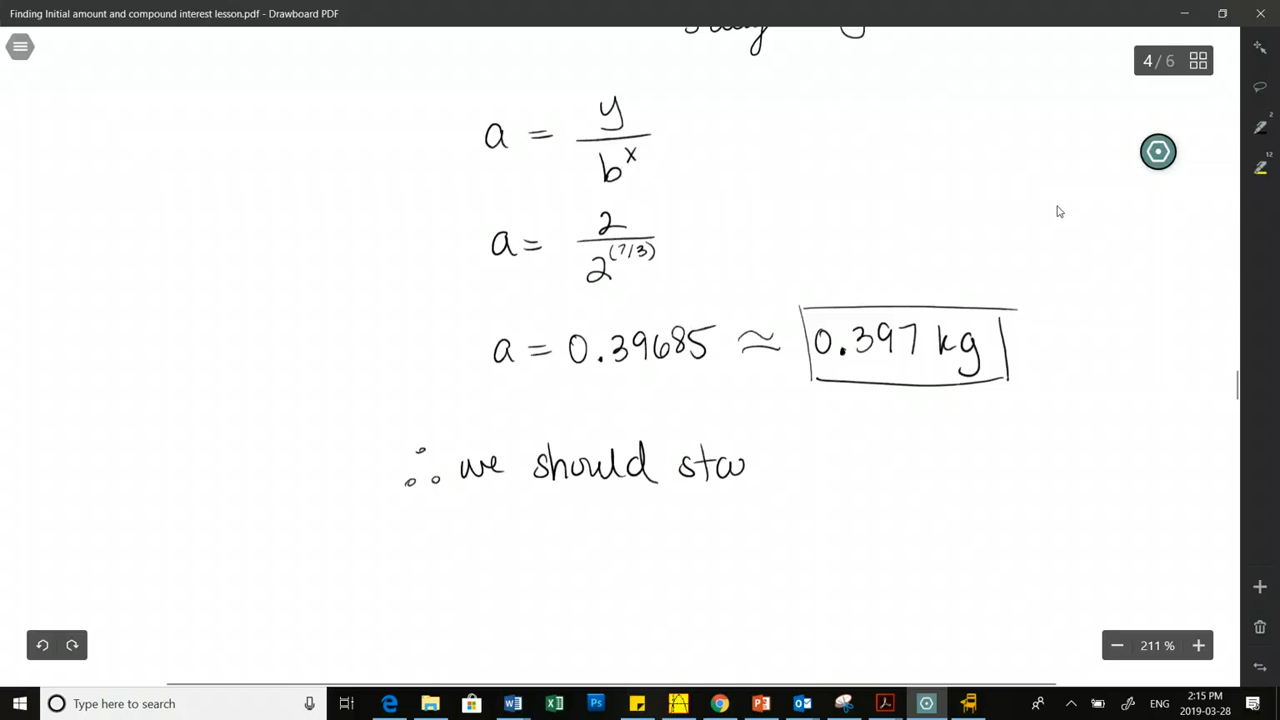 Finding Initial amount and compound interest lesson.pdf - Drawboard PDF
4 / 6
a = y / b^x
a = 2 / 2^(7/3)
a = 0.39685 ≈ 0.397 kg
∴ we should sta
211 %
Type here to search
ENG
2:15 PM
2019-03-28